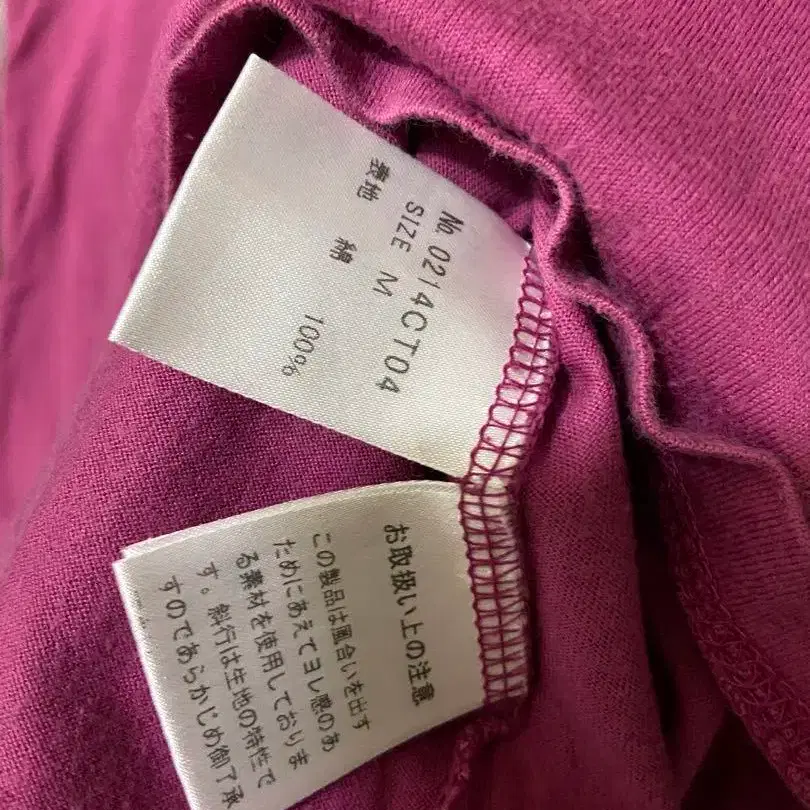 No. 0214CT04
SIZE M
表地 綿 100%
お取扱い上の注意
この製品は風合いを出す
ためにあえてヨレ感のあ
る素材を使用しておりま
す。斜行は生地の特性で
すのであらかじめ御了承